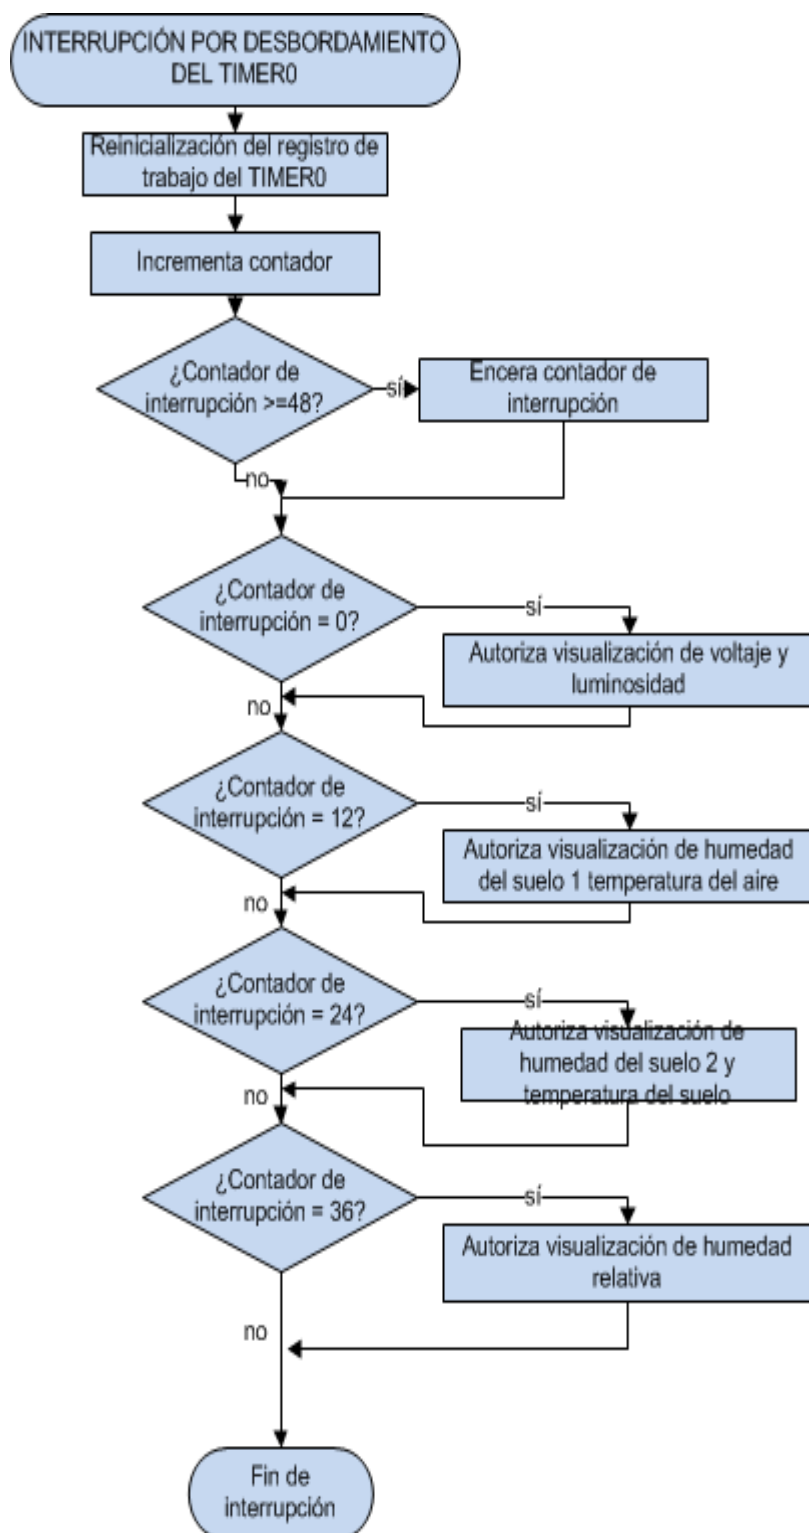 INTERRUPCIÓN POR DESBORDAMIENTO
DEL TIMER0
Reinicialización del registro de
trabajo del TIMER0
Incrementa contador
¿Contador de
interrupción >=48?
sí
Encera contador de
interrupción
no
¿Contador de
interrupción = 0?
sí
Autoriza visualización de voltaje y
luminosidad
no
¿Contador de
interrupción = 12?
sí
Autoriza visualización de humedad
del suelo 1 temperatura del aire
no
¿Contador de
interrupción = 24?
sí
Autoriza visualización de
humedad del suelo 2 y
temperatura del suelo
no
¿Contador de
interrupción = 36?
sí
Autoriza visualización de humedad
relativa
no
Fin de
interrupción